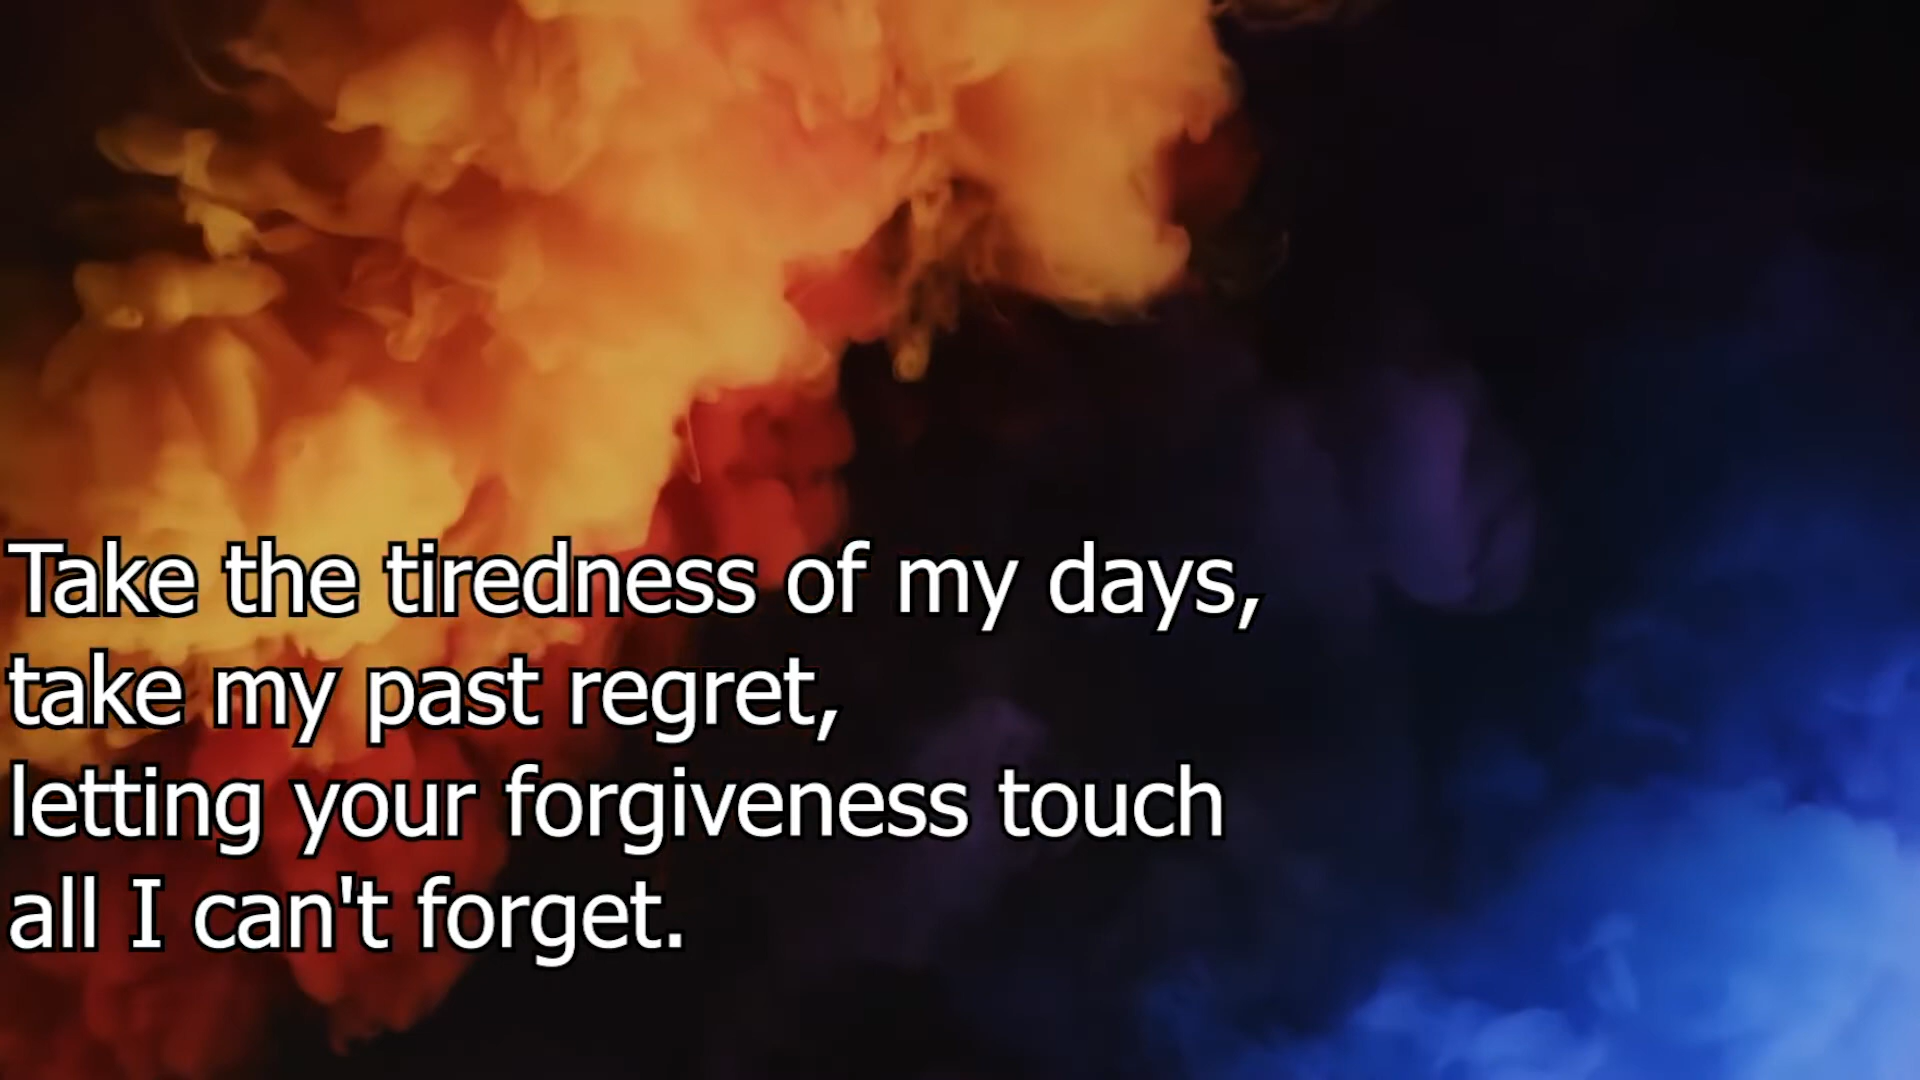 Take the tiredness of my days,
take my past regret,
letting your forgiveness touch
all I can't forget.